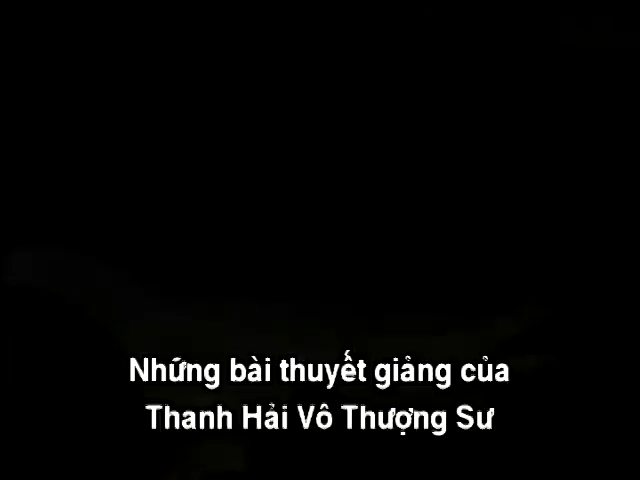 Những bài thuyết giảng của
Thanh Hải Vô Thượng Sư